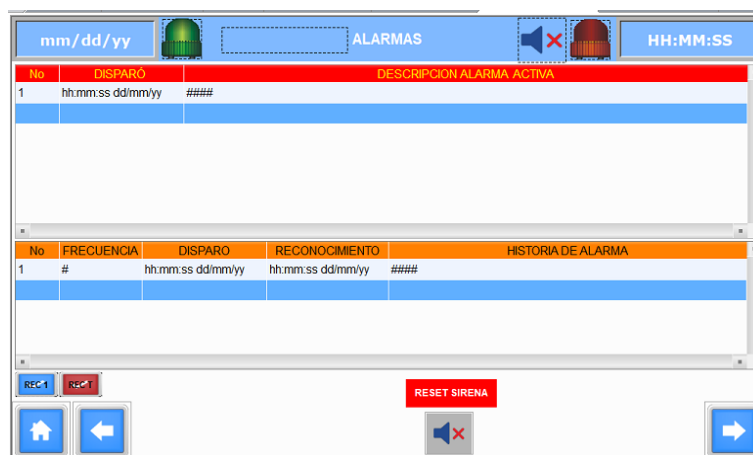 mm/dd/yy ALARMAS HH:MM:SS
No DISPARÓ DESCRIPCION ALARMA ACTIVA
1 hh:mm:ss dd/mm/yy ####
No FRECUENCIA DISPARO RECONOCIMIENTO HISTORIA DE ALARMA
1 # hh:mm:ss dd/mm/yy hh:mm:ss dd/mm/yy ####
REC 1 REC T
RESET SIRENA